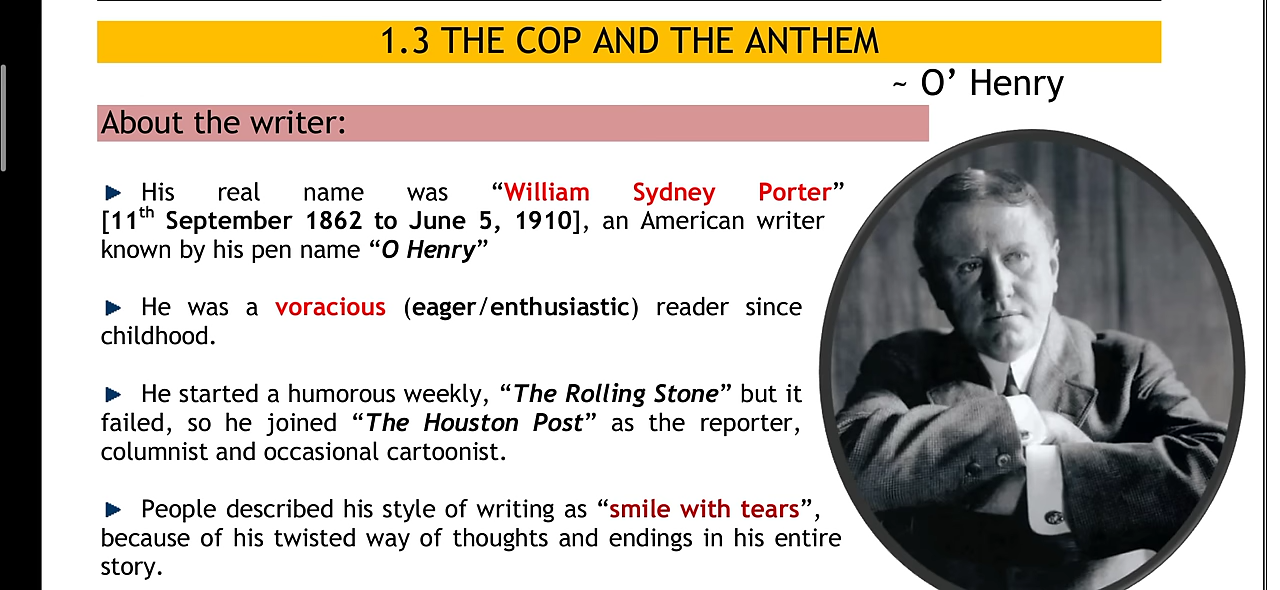 1.3 THE COP AND THE ANTHEM
~ O’ Henry
About the writer:
His real name was “William Sydney Porter”
[11th September 1862 to June 5, 1910], an American writer
known by his pen name “O Henry”
He was a voracious (eager/enthusiastic) reader since
childhood.
He started a humorous weekly, “The Rolling Stone” but it
failed, so he joined “The Houston Post” as the reporter,
columnist and occasional cartoonist.
People described his style of writing as “smile with tears”,
because of his twisted way of thoughts and endings in his entire
story.